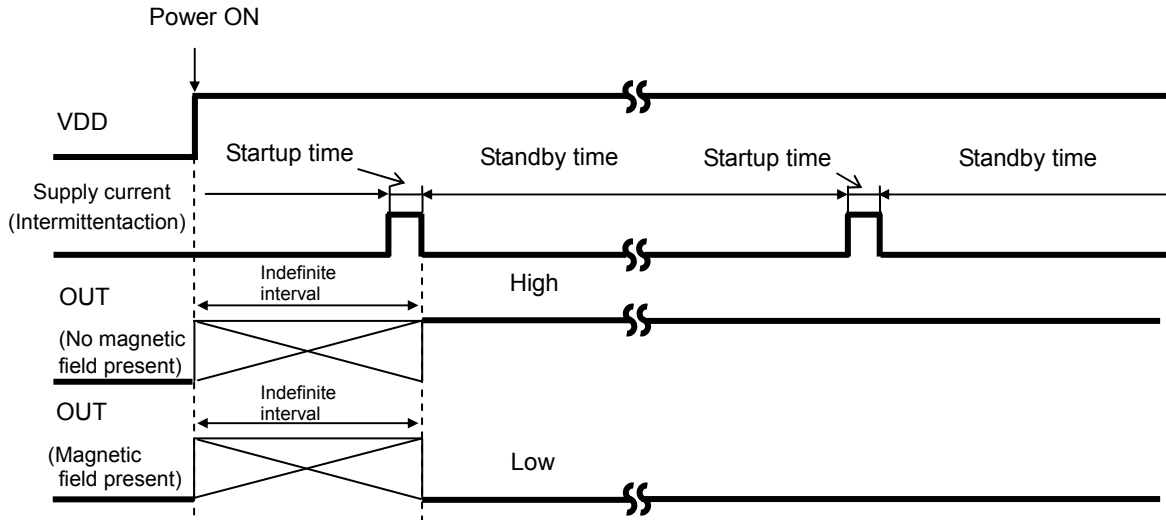 Power ON
VDD
Startup time
Standby time
Startup time
Standby time
Supply current
(Intermittentaction)
OUT
Indefinite
interval
High
(No magnetic
field present)
OUT
Indefinite
interval
(Magnetic
field present)
Low